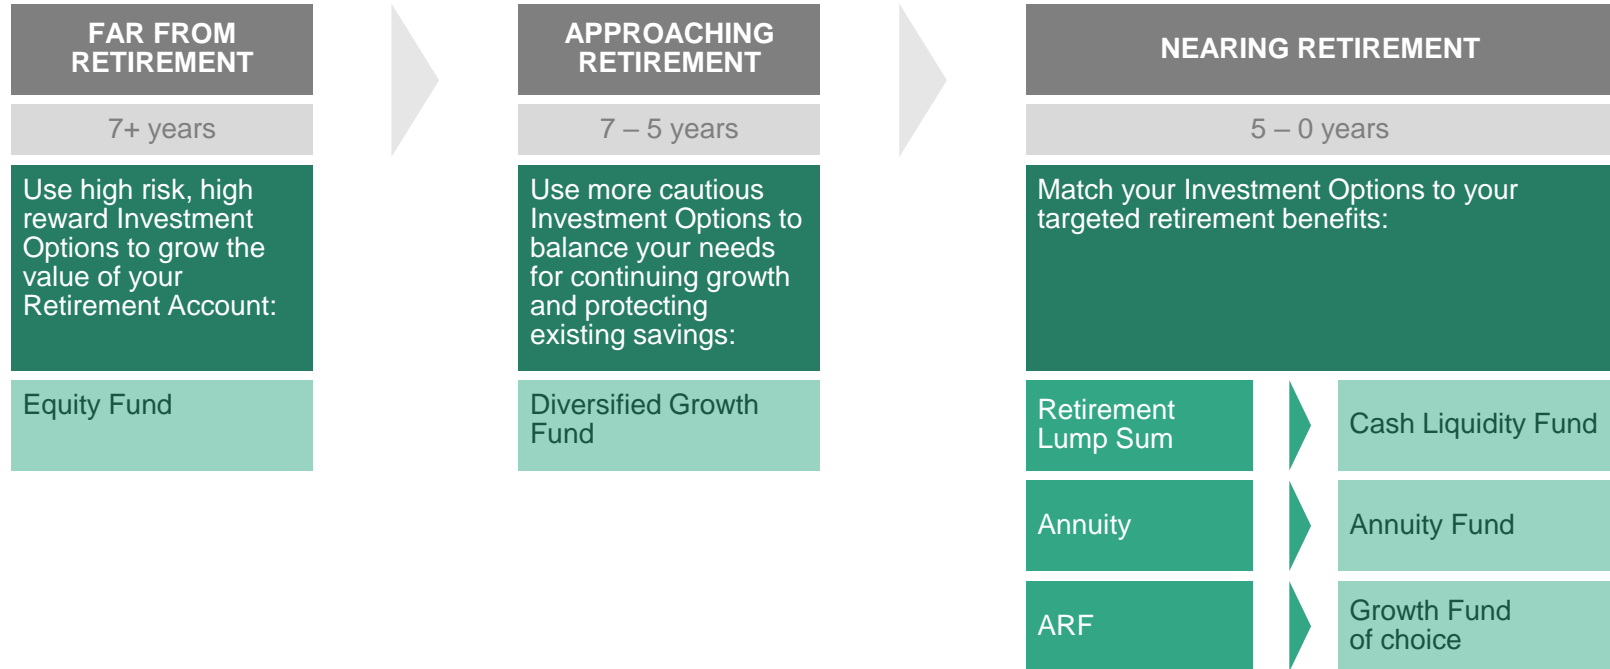 FAR FROM
RETIREMENT
7+ years
Use high risk, high
reward Investment
Options to grow the
value of your
Retirement Account:
Equity Fund
APPROACHING
RETIREMENT
7 – 5 years
Use more cautious
Investment Options to
balance your needs
for continuing growth
and protecting
existing savings:
Diversified Growth
Fund
NEARING RETIREMENT
5 – 0 years
Match your Investment Options to your
targeted retirement benefits:
Retirement
Lump Sum
Cash Liquidity Fund
Annuity
Annuity Fund
ARF
Growth Fund
of choice